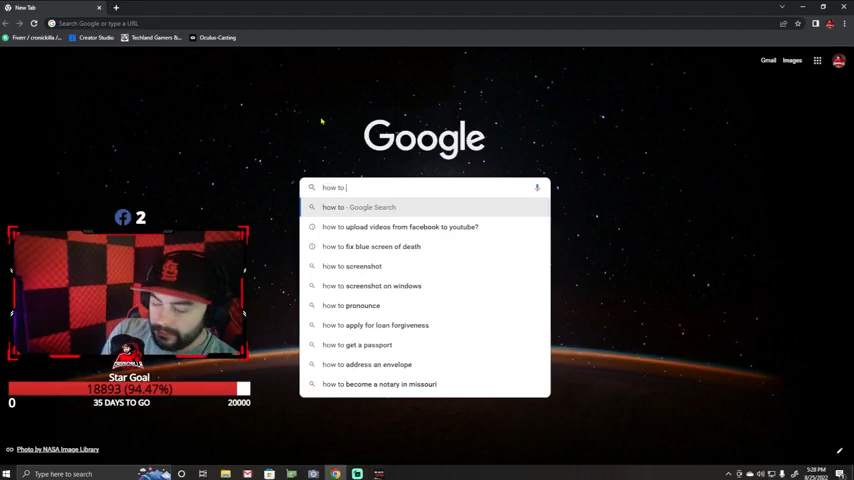 New Tab
Search Google or type a URL
Fiverr / cronickilla /...
Creator Studio
Techland Gamers &...
Oculus-Casting
Gmail
Images
Google
how to
how to - Google Search
how to upload videos from facebook to youtube?
how to fix blue screen of death
how to screenshot
how to screenshot on windows
how to pronounce
how to apply for loan forgiveness
how to get a passport
how to address an envelope
how to become a notary in missouri
2
Star Goal
18893 (94.47%)
0
35 DAYS TO GO
20000
Photo by NASA Image Library
Type here to search
5:28 PM
8/25/2022